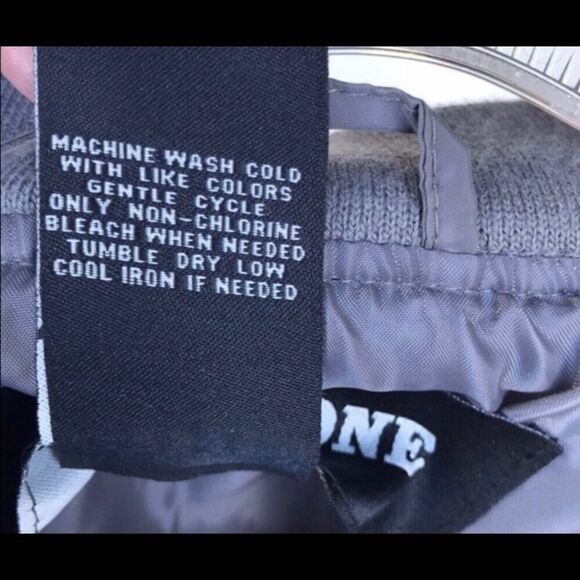 MACHINE WASH COLD
WITH LIKE COLORS
GENTLE CYCLE
ONLY NON-CHLORINE
BLEACH WHEN NEEDED
TUMBLE DRY LOW
COOL IRON IF NEEDED
ONE